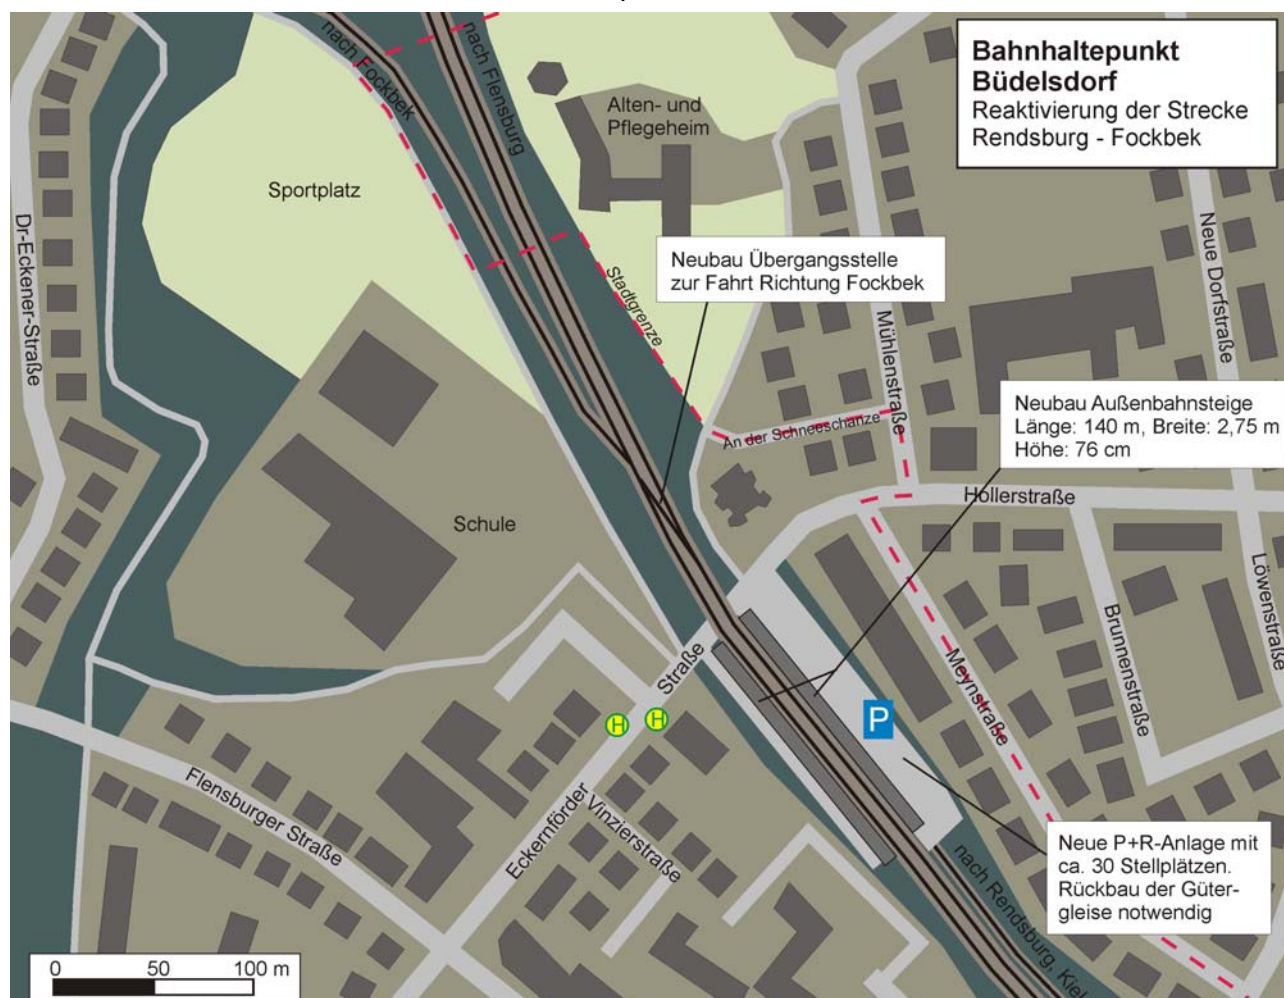 Bahnhaltepunkt
Büdelsdorf
Reaktivierung der Strecke
Rendsburg - Fockbek
nach Fockbek
nach Flensburg
Alten- und
Pflegeheim
Sportplatz
Dr-Eckener-Straße
Neubau Übergangsstelle
zur Fahrt Richtung Fockbek
Stadtgrenze
Mühlenstraße
Neue Dorfstraße
Neubau Außenbahnsteige
Länge: 140 m, Breite: 2,75 m
Höhe: 76 cm
An der Schneeschanze
Hollerstraße
Schule
Löwenstraße
Brunnenstraße
Meynstraße
Eckernförder Straße
H
H
P
Flensburger Straße
Vinzierstraße
Neue P+R-Anlage mit
ca. 30 Stellplätzen.
Rückbau der Güter-
gleise notwendig
nach Rendsburg, Kiel
0 50 100 m